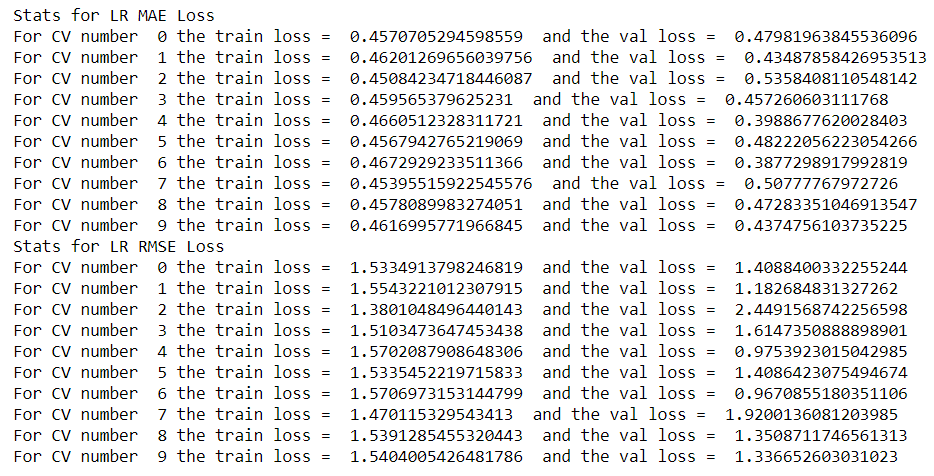 Stats for LR MAE Loss
For CV number  0 the train loss =  0.4570705294598559  and the val loss =  0.47981963845536096
For CV number  1 the train loss =  0.46201269656039756  and the val loss =  0.43487858426953513
For CV number  2 the train loss =  0.45084234718446087  and the val loss =  0.5358408110548142
For CV number  3 the train loss =  0.459565379625231  and the val loss =  0.457260603111768
For CV number  4 the train loss =  0.4660512328311721  and the val loss =  0.3988677620028403
For CV number  5 the train loss =  0.4567942765219069  and the val loss =  0.48222056223054266
For CV number  6 the train loss =  0.4672929233511366  and the val loss =  0.3877298917992819
For CV number  7 the train loss =  0.45395515922545576  and the val loss =  0.50777767972726
For CV number  8 the train loss =  0.4578089983274051  and the val loss =  0.47283351046913547
For CV number  9 the train loss =  0.4616995771966845  and the val loss =  0.4374756103735225
Stats for LR RMSE Loss
For CV number  0 the train loss =  1.5334913798246819  and the val loss =  1.4088400332255244
For CV number  1 the train loss =  1.5543221012307915  and the val loss =  1.182684831327262
For CV number  2 the train loss =  1.3801048496440143  and the val loss =  2.4491568742256598
For CV number  3 the train loss =  1.5103473647453438  and the val loss =  1.6147350888898901
For CV number  4 the train loss =  1.5702087908648306  and the val loss =  0.9753923015042985
For CV number  5 the train loss =  1.5335452219715833  and the val loss =  1.4086423075494674
For CV number  6 the train loss =  1.5706973153144799  and the val loss =  0.9670855180351106
For CV number  7 the train loss =  1.470115329543413  and the val loss =  1.9200136081203985
For CV number  8 the train loss =  1.5391285455320443  and the val loss =  1.3508711746561313
For CV number  9 the train loss =  1.5404005426481786  and the val loss =  1.336652603031023